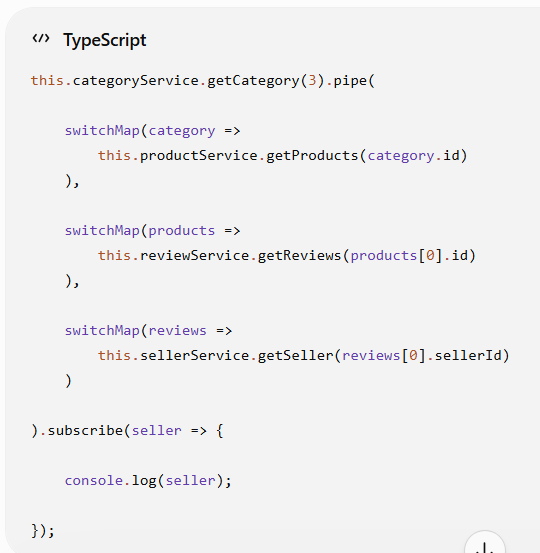 </> TypeScript
this.categoryService.getCategory(3).pipe(
    switchMap(category =>
        this.productService.getProducts(category.id)
    ),
    switchMap(products =>
        this.reviewService.getReviews(products[0].id)
    ),
    switchMap(reviews =>
        this.sellerService.getSeller(reviews[0].sellerId)
    )
).subscribe(seller => {
    console.log(seller);
});